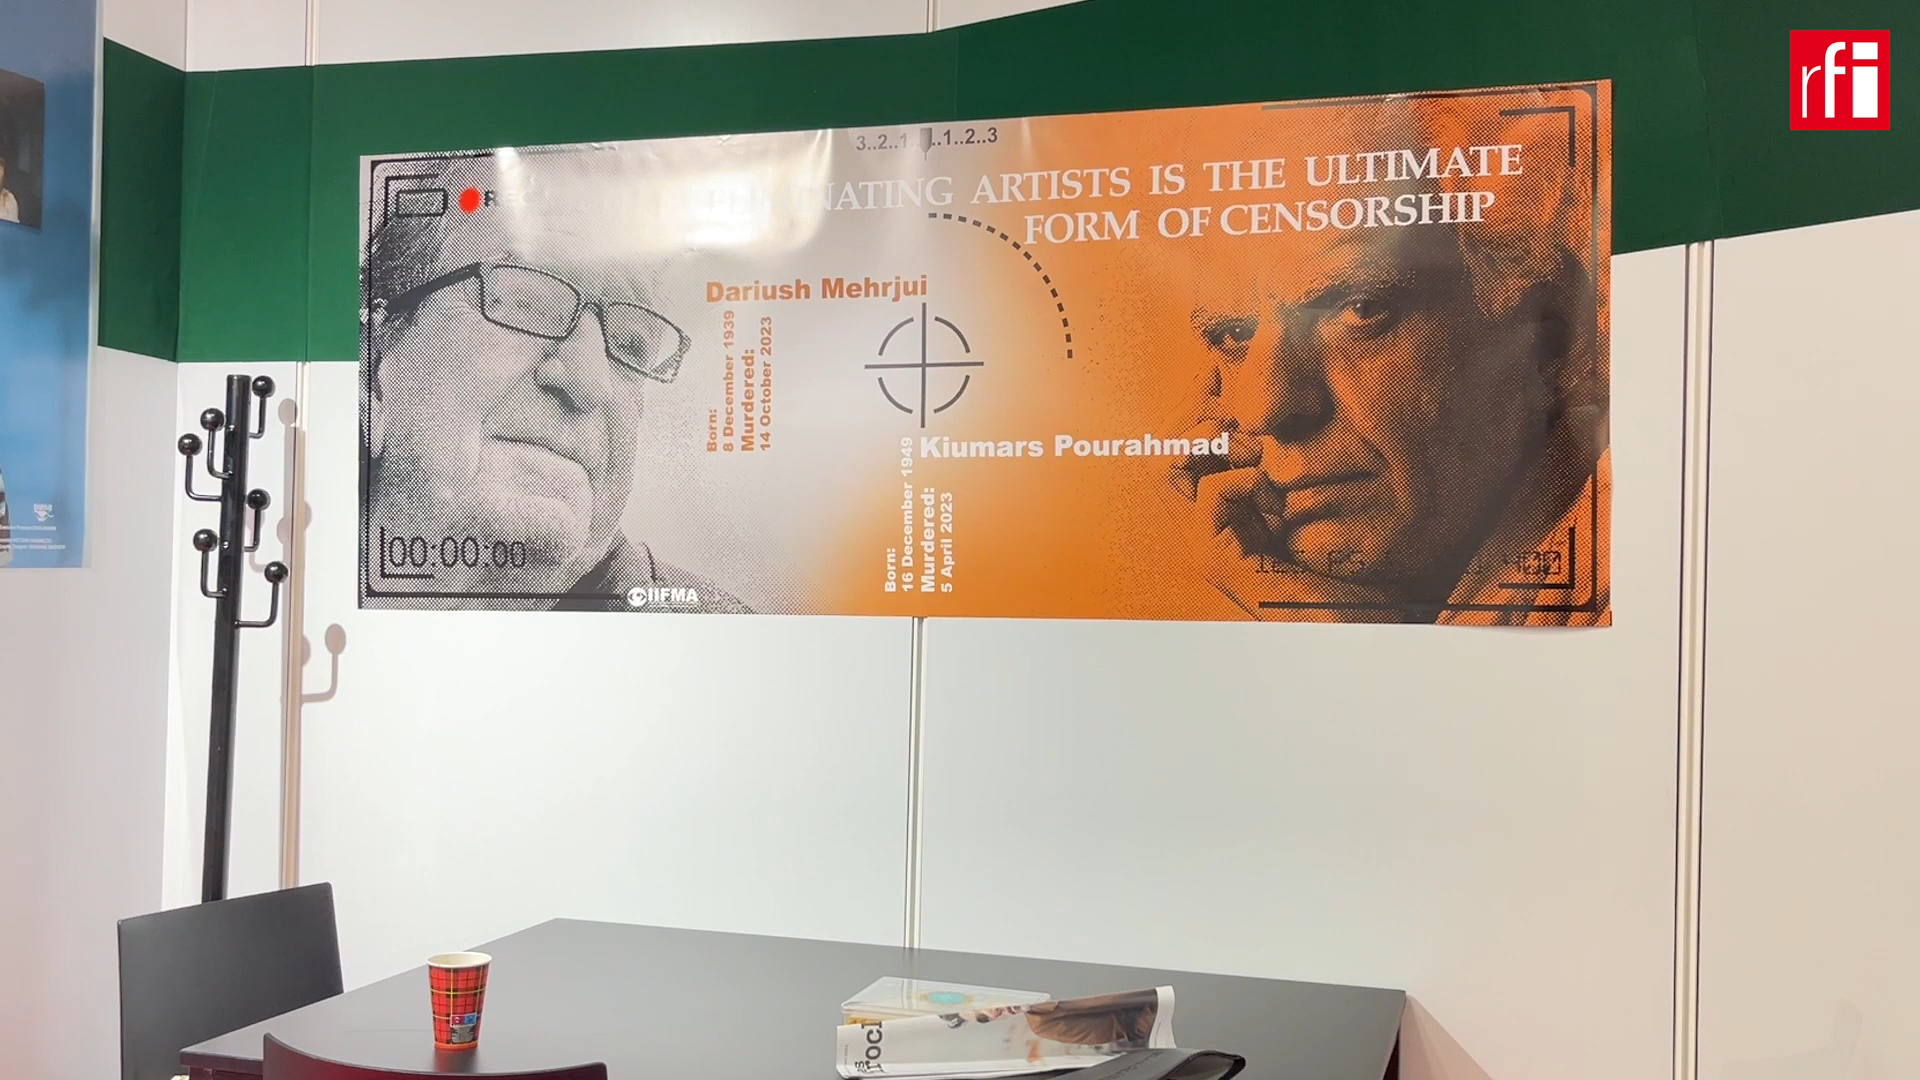 rfi
3..2..1 ..1..2..3
REC
ELIMINATING ARTISTS IS THE ULTIMATE
FORM OF CENSORSHIP
Dariush Mehrjui
Born:
8 December 1939
Murdered:
14 October 2023
Kiumars Pourahmad
Born:
16 December 1949
Murdered:
5 April 2023
00:00:00
IIFMA